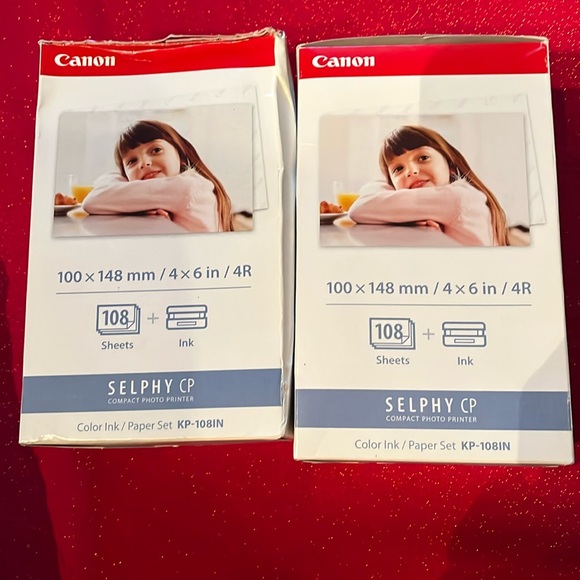 Canon
100 × 148 mm / 4 × 6 in / 4R
108 +
Sheets Ink
SELPHY CP
COMPACT PHOTO PRINTER
Color Ink / Paper Set KP-108IN
Canon
100 × 148 mm / 4 × 6 in / 4R
108 +
Sheets Ink
SELPHY CP
COMPACT PHOTO PRINTER
Color Ink / Paper Set KP-108IN